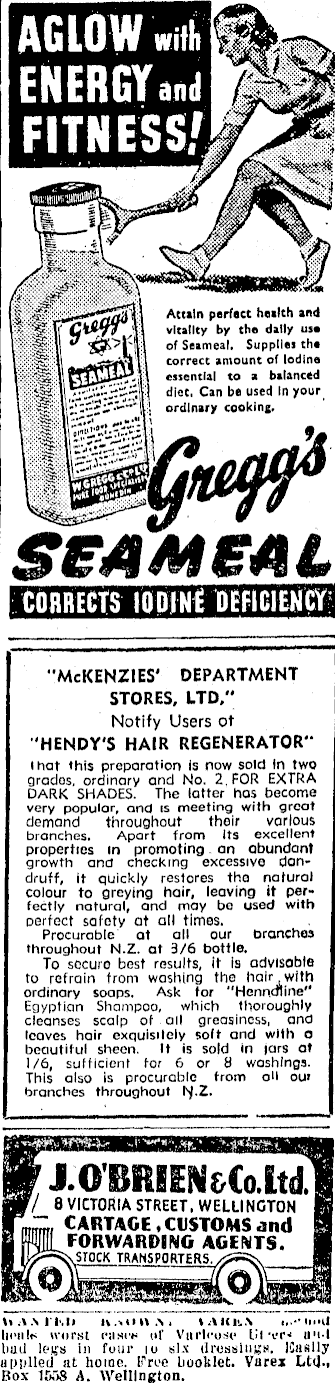 AGLOW with
ENERGY and
FITNESS!
Gregg's
SEAMEAL
W. GREGG & CO LTD
PURE FOOD SPECIALISTS
DUNEDIN
Attain perfect health and
vitality by the daily use
of Seameal. Supplies the
correct amount of Iodine
essential to a balanced
diet. Can be used in your
ordinary cooking.
Gregg's
SEAMEAL
CORRECTS IODINE DEFICIENCY
"McKENZIES' DEPARTMENT
STORES, LTD,"
Notify Users of
"HENDY'S HAIR REGENERATOR"
that this preparation is now sold in two
grades, ordinary and No. 2 FOR EXTRA
DARK SHADES. The latter has become
very popular, and is meeting with great
demand throughout their various
branches. Apart from its excellent
properties in promoting an abundant
growth and checking excessive dan-
druff, it quickly restores the natural
colour to greying hair, leaving it per-
fectly natural, and may be used with
perfect safety at all times.
Procurable at all our branches
throughout N.Z. at 3/6 bottle.
To secure best results, it is advisable
to refrain from washing the hair with
ordinary soaps. Ask for "Henndline"
Egyptian Shampoo, which thoroughly
cleanses scalp of all greasiness, and
leaves hair exquisitely soft and with a
beautiful sheen. It is sold in jars at
1/6, sufficient for 6 or 8 washings.
This also is procurable from all our
branches throughout N.Z.
J. O'BRIEN & Co. Ltd.
8 VICTORIA STREET, WELLINGTON
CARTAGE, CUSTOMS and
FORWARDING AGENTS.
STOCK TRANSPORTERS.
WANTED KNOWN, VAREX
heals worst cases of Varicose Ulcers and
bad legs in four to six dressings. Easily
applied at home. Free booklet. Varex Ltd.,
Box 1558 A, Wellington.